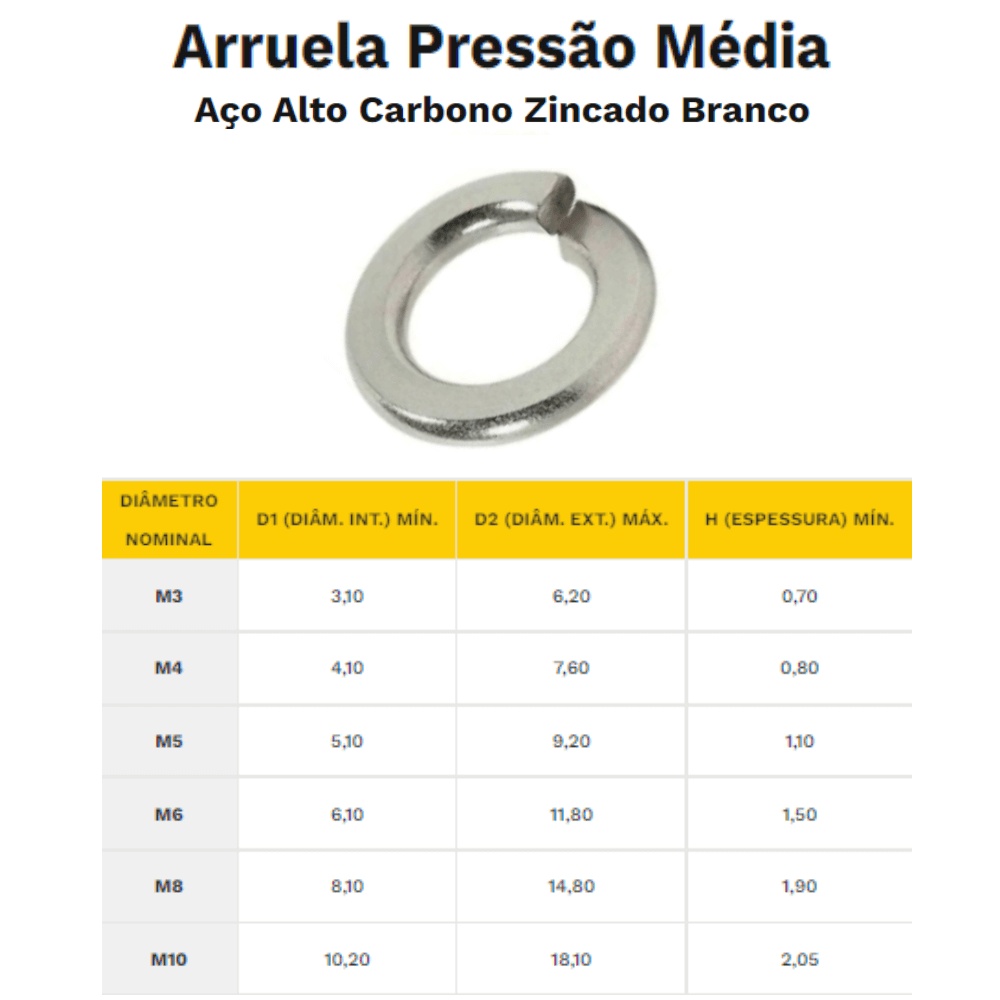 Arruela Pressão Média
Aço Alto Carbono Zincado Branco
DIÂMETRO
NOMINAL
D1 (DIÂM. INT.) MÍN.
D2 (DIÂM. EXT.) MÁX.
H (ESPESSURA) MÍN.
M3 3,10 6,20 0,70
M4 4,10 7,60 0,80
M5 5,10 9,20 1,10
M6 6,10 11,80 1,50
M8 8,10 14,80 1,90
M10 10,20 18,10 2,05